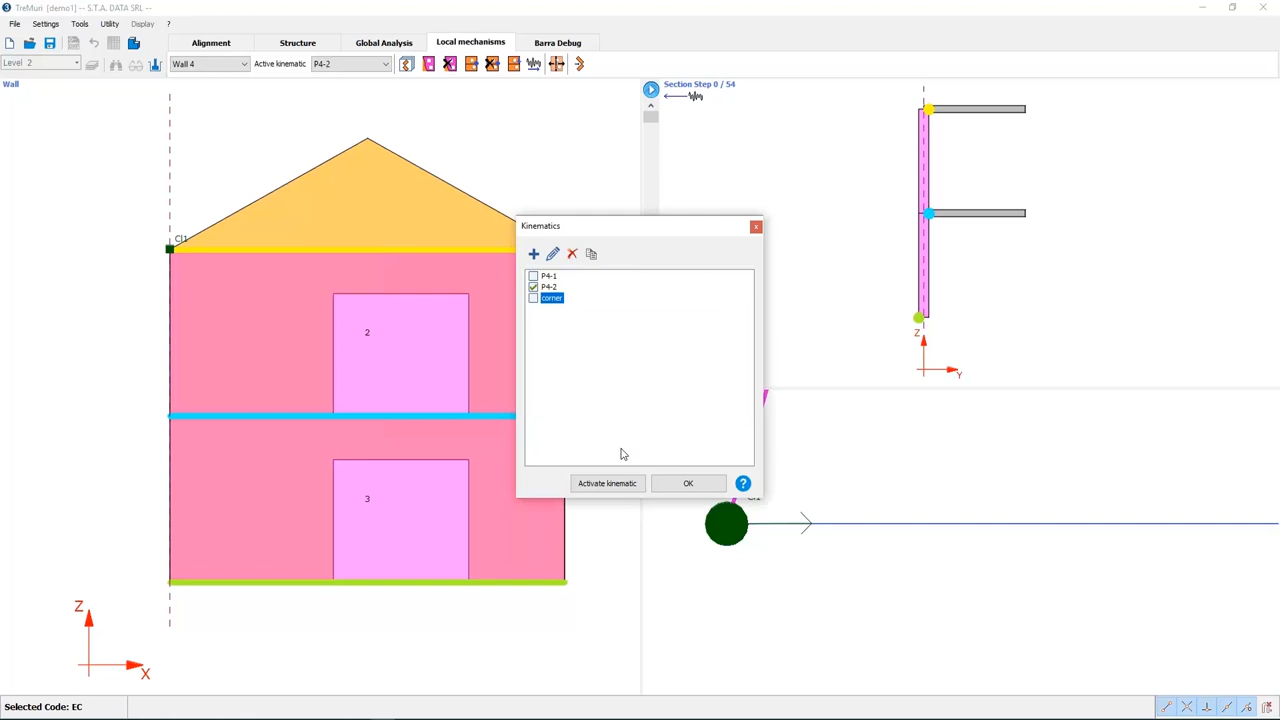 TreMuri [demo1] -- S.T.A. DATA SRL --
File Settings Tools Utility Display ?
Alignment Structure Global Analysis Local mechanisms Barra Debug
Level 2 Wall 4 Active kinematic P4-2
Wall
Section Step 0 / 54
Cl1
2
3
Z
X
Z
Y
Kinematics
P4-1
P4-2
corner
Activate kinematic OK
Selected Code: EC